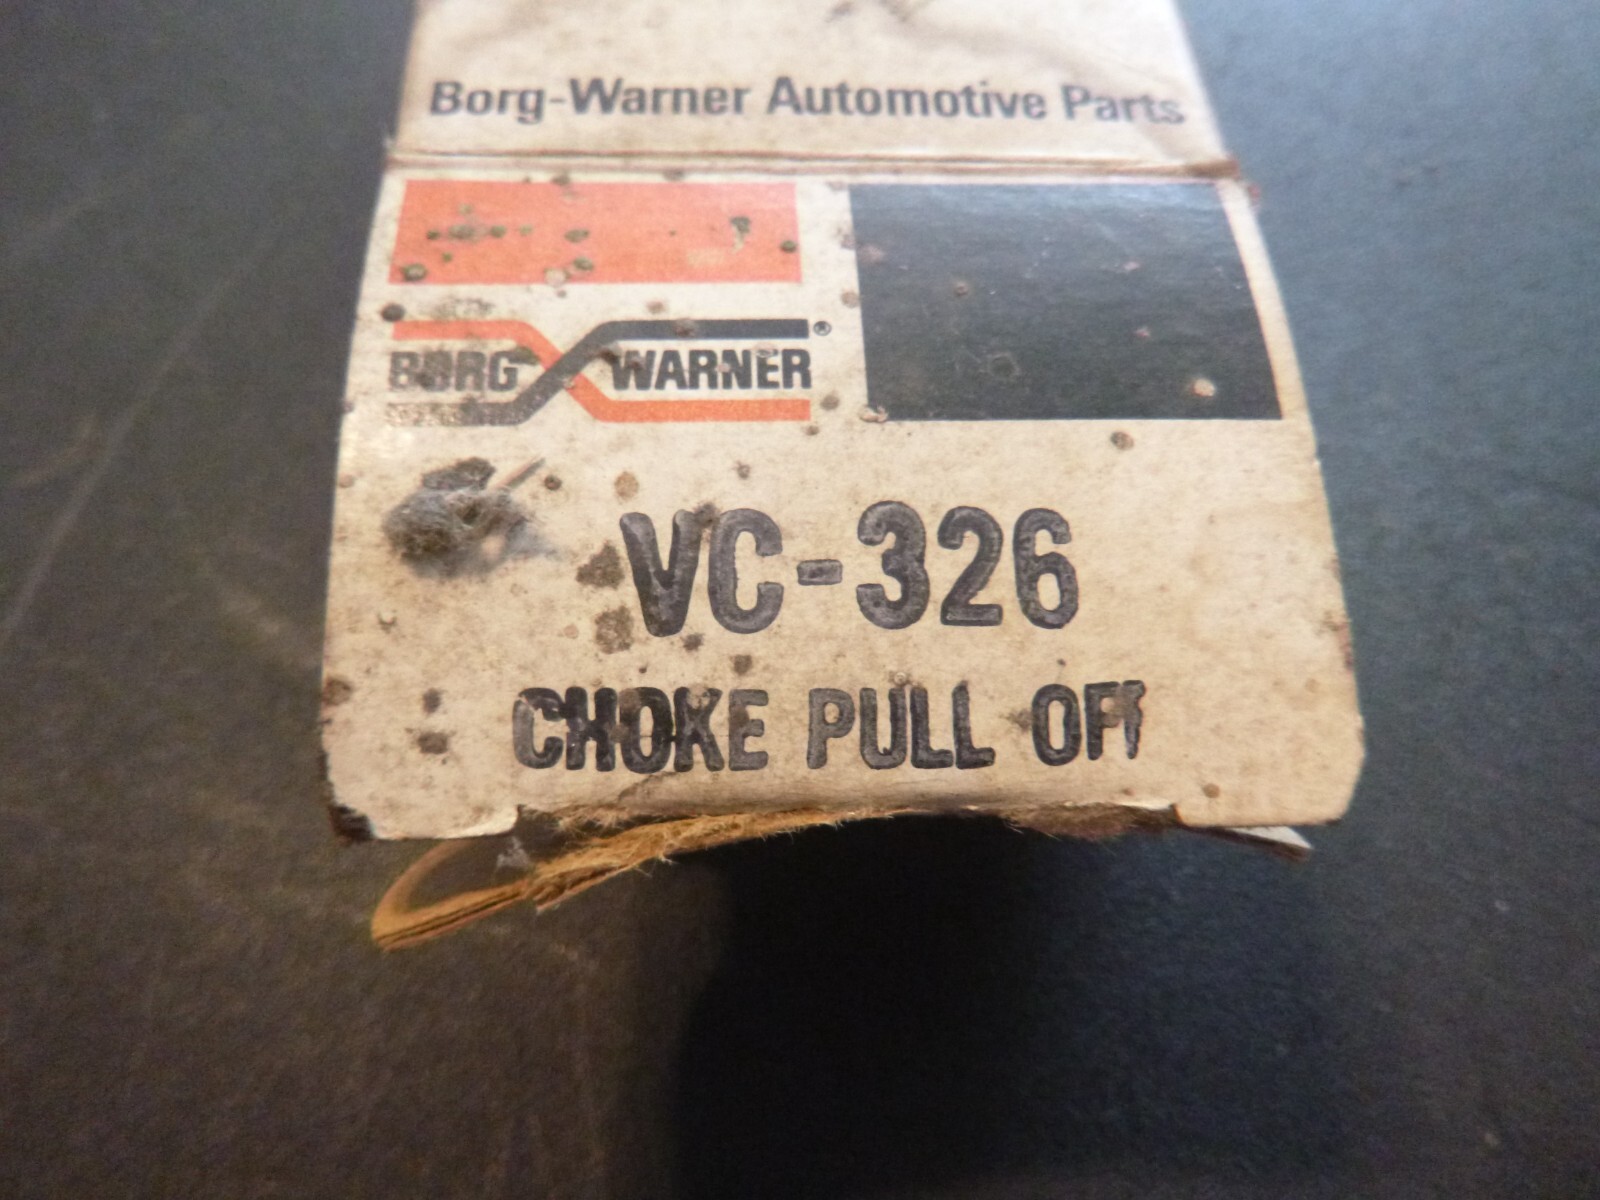 Borg-Warner Automotive Parts
BORG WARNER®
VC-326
CHOKE PULL OFF